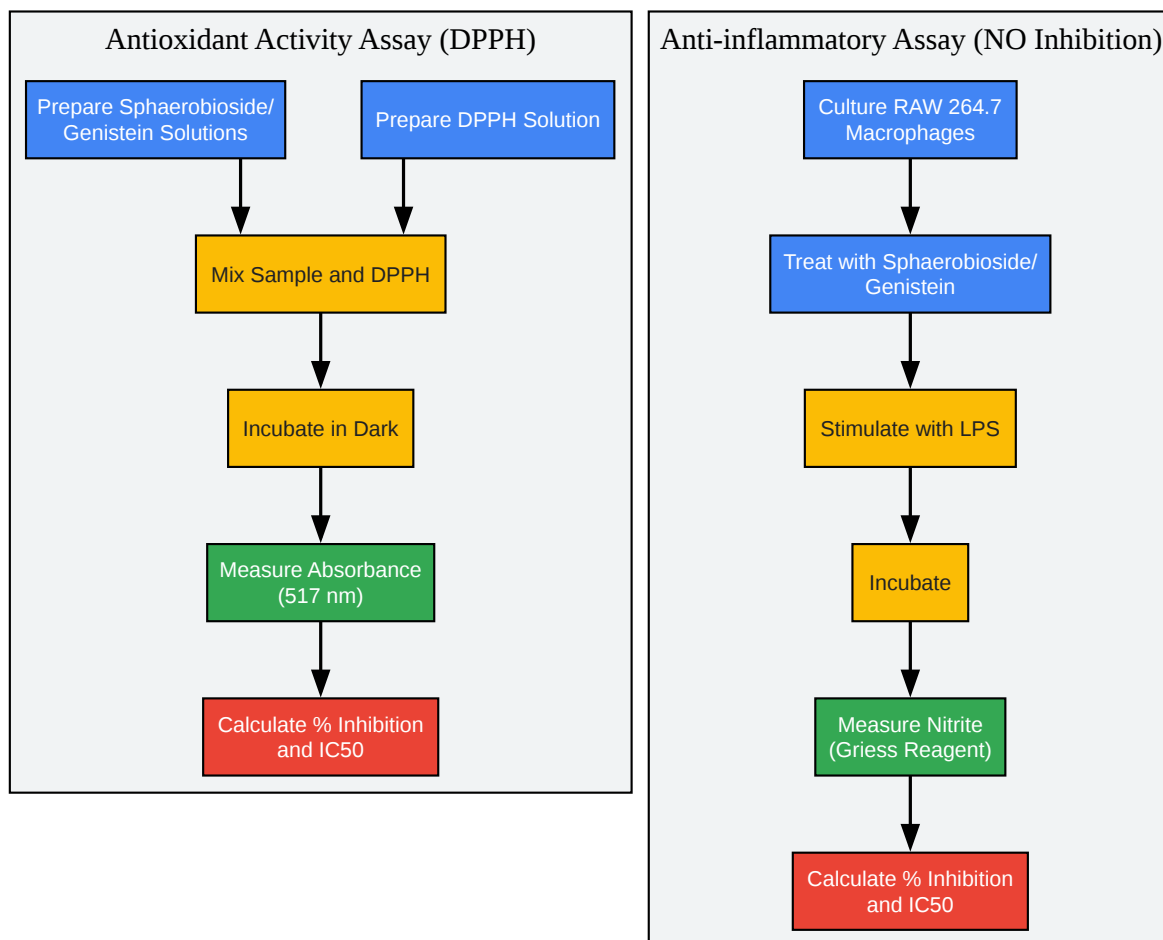 Antioxidant Activity Assay (DPPH)
Prepare Sphaerobioside/
Genistein Solutions
Prepare DPPH Solution
Mix Sample and DPPH
Incubate in Dark
Measure Absorbance
(517 nm)
Calculate % Inhibition
and IC50
Anti-inflammatory Assay (NO Inhibition)
Culture RAW 264.7
Macrophages
Treat with Sphaerobioside/
Genistein
Stimulate with LPS
Incubate
Measure Nitrite
(Griess Reagent)
Calculate % Inhibition
and IC50